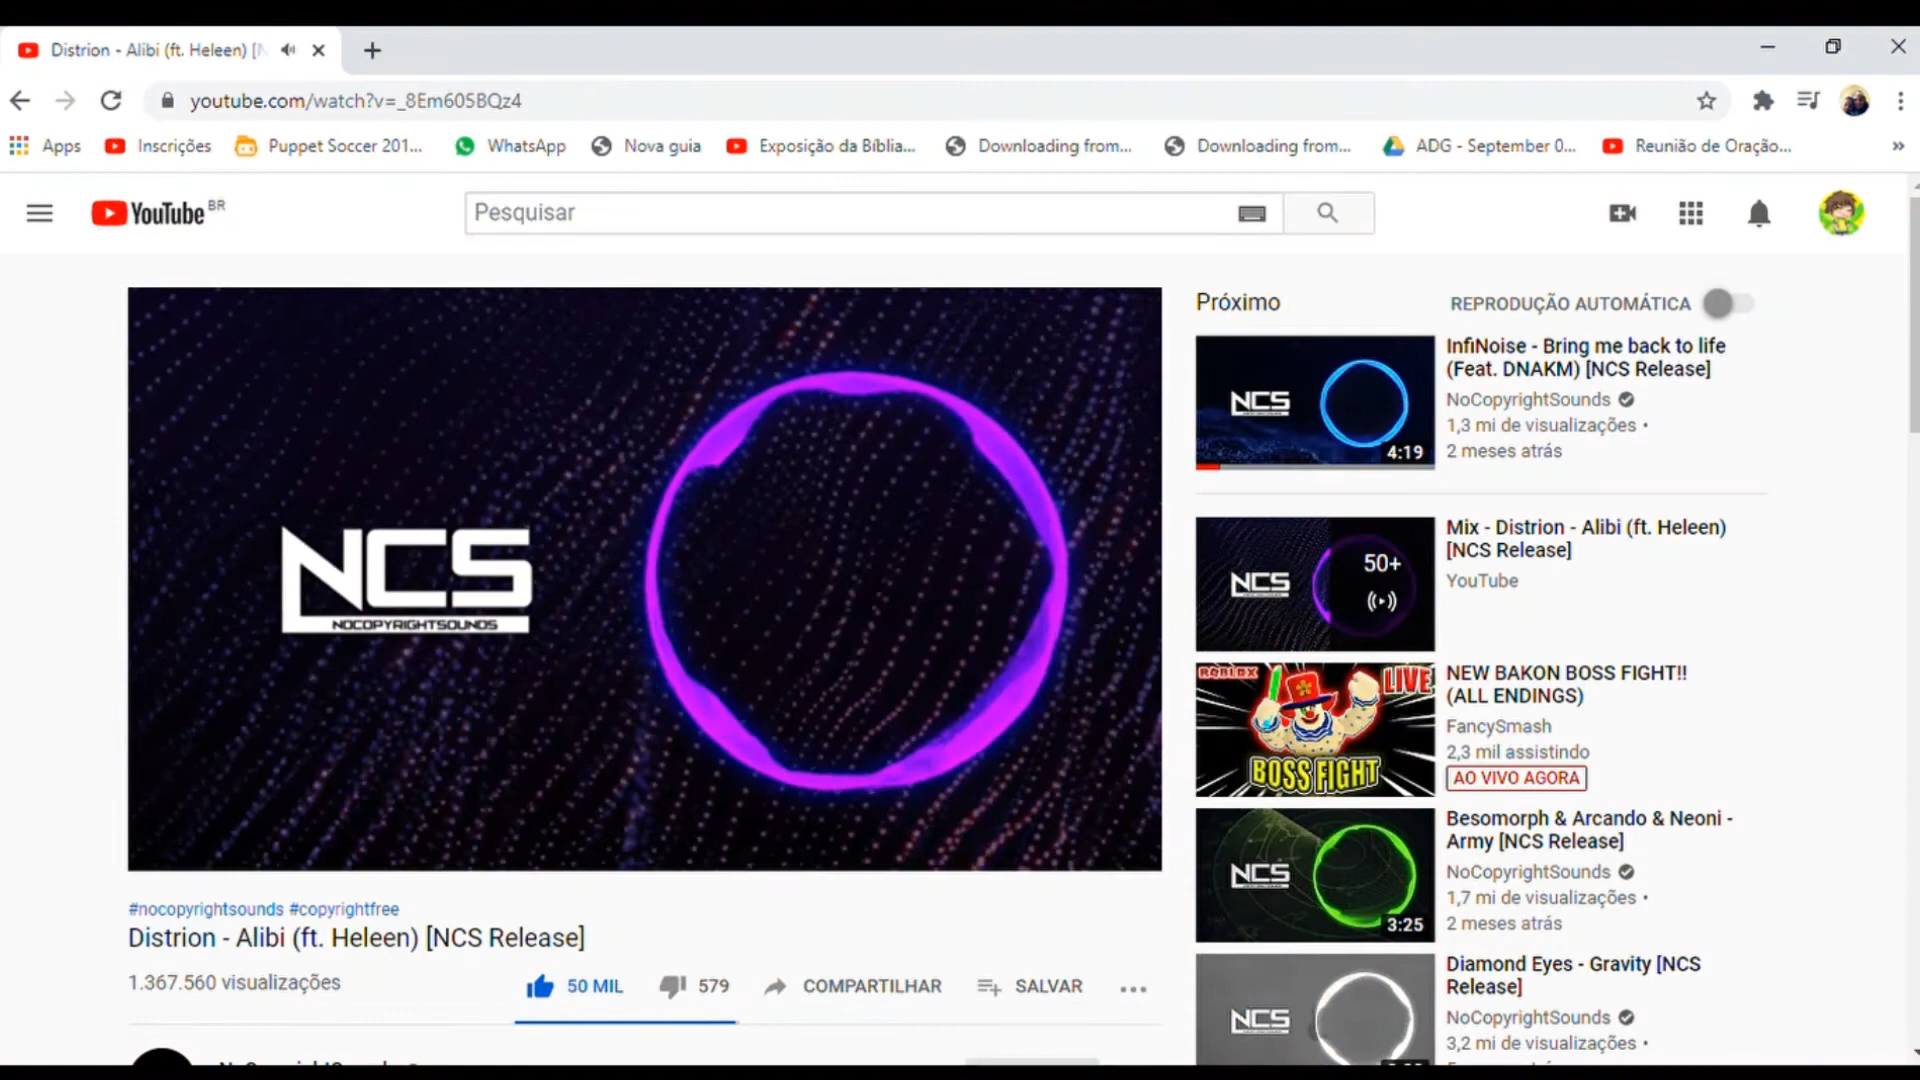 Distrion - Alibi (ft. Heleen) [N
youtube.com/watch?v=_8Em605BQz4
Apps Inscrições Puppet Soccer 201... WhatsApp Nova guia Exposição da Bíblia... Downloading from... Downloading from... ADG - September 0... Reunião de Oração... »
YouTube BR
Pesquisar
NCS
NOCOPYRIGHTSOUNDS
#nocopyrightsounds #copyrightfree
Distrion - Alibi (ft. Heleen) [NCS Release]
1.367.560 visualizações
50 MIL 579 COMPARTILHAR SALVAR
Próximo REPRODUÇÃO AUTOMÁTICA
NCS
4:19
InfiNoise - Bring me back to life
(Feat. DNAKM) [NCS Release]
NoCopyrightSounds
1,3 mi de visualizações •
2 meses atrás
NCS
50+
Mix - Distrion - Alibi (ft. Heleen)
[NCS Release]
YouTube
ROBLOX LIVE
BOSS FIGHT
NEW BAKON BOSS FIGHT!!
(ALL ENDINGS)
FancySmash
2,3 mil assistindo
AO VIVO AGORA
NCS
3:25
Besomorph & Arcando & Neoni -
Army [NCS Release]
NoCopyrightSounds
1,7 mi de visualizações •
2 meses atrás
NCS
Diamond Eyes - Gravity [NCS
Release]
NoCopyrightSounds
3,2 mi de visualizações •